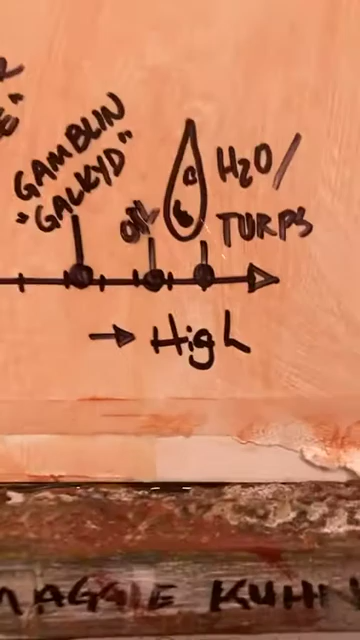 GAMBLIN
"GALKYD"
OIL
H2O/
TURPS
→ High
MAGGIE KUHN